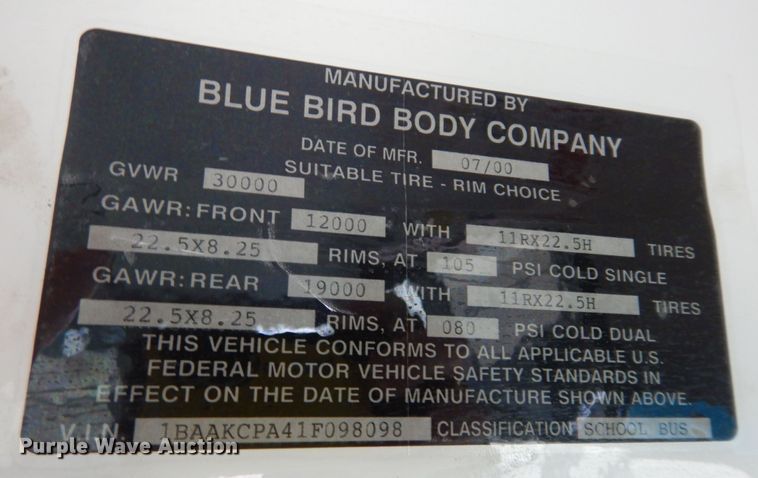 MANUFACTURED BY
BLUE BIRD BODY COMPANY
DATE OF MFR. 07/00
GVWR 30000 SUITABLE TIRE - RIM CHOICE
GAWR: FRONT 12000 WITH 11RX22.5H TIRES
22.5X8.25 RIMS, AT 105 PSI COLD SINGLE
GAWR: REAR 19000 WITH 11RX22.5H TIRES
22.5X8.25 RIMS, AT 080 PSI COLD DUAL
THIS VEHICLE CONFORMS TO ALL APPLICABLE U.S.
FEDERAL MOTOR VEHICLE SAFETY STANDARDS IN
EFFECT ON THE DATE OF MANUFACTURE SHOWN ABOVE.
V.I.N. 1BAAKCPA41F098098 CLASSIFICATION SCHOOL BUS
Purple Wave Auction